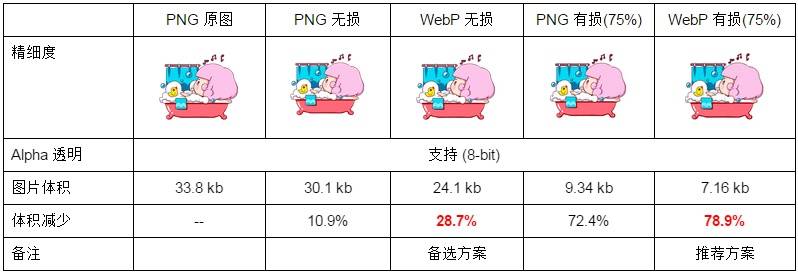 PNG 原图 PNG 无损 WebP 无损 PNG 有损(75%) WebP 有损(75%)
精细度
Alpha 透明 支持 (8-bit)
图片体积 33.8 kb 30.1 kb 24.1 kb 9.34 kb 7.16 kb
体积减少 -- 10.9% 28.7% 72.4% 78.9%
备注 备选方案 推荐方案